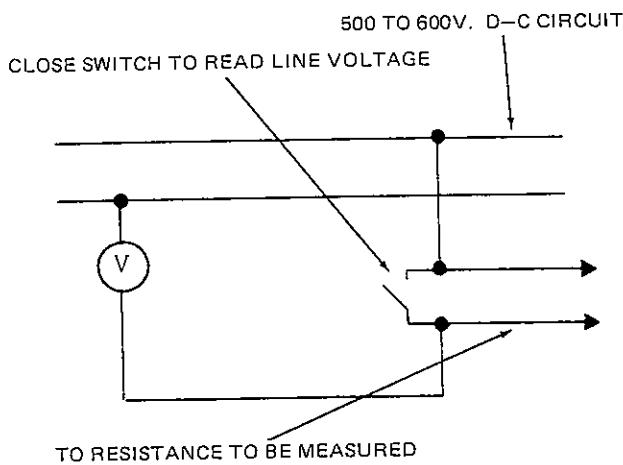 500 TO 600V. D–C CIRCUIT
CLOSE SWITCH TO READ LINE VOLTAGE
V
TO RESISTANCE TO BE MEASURED